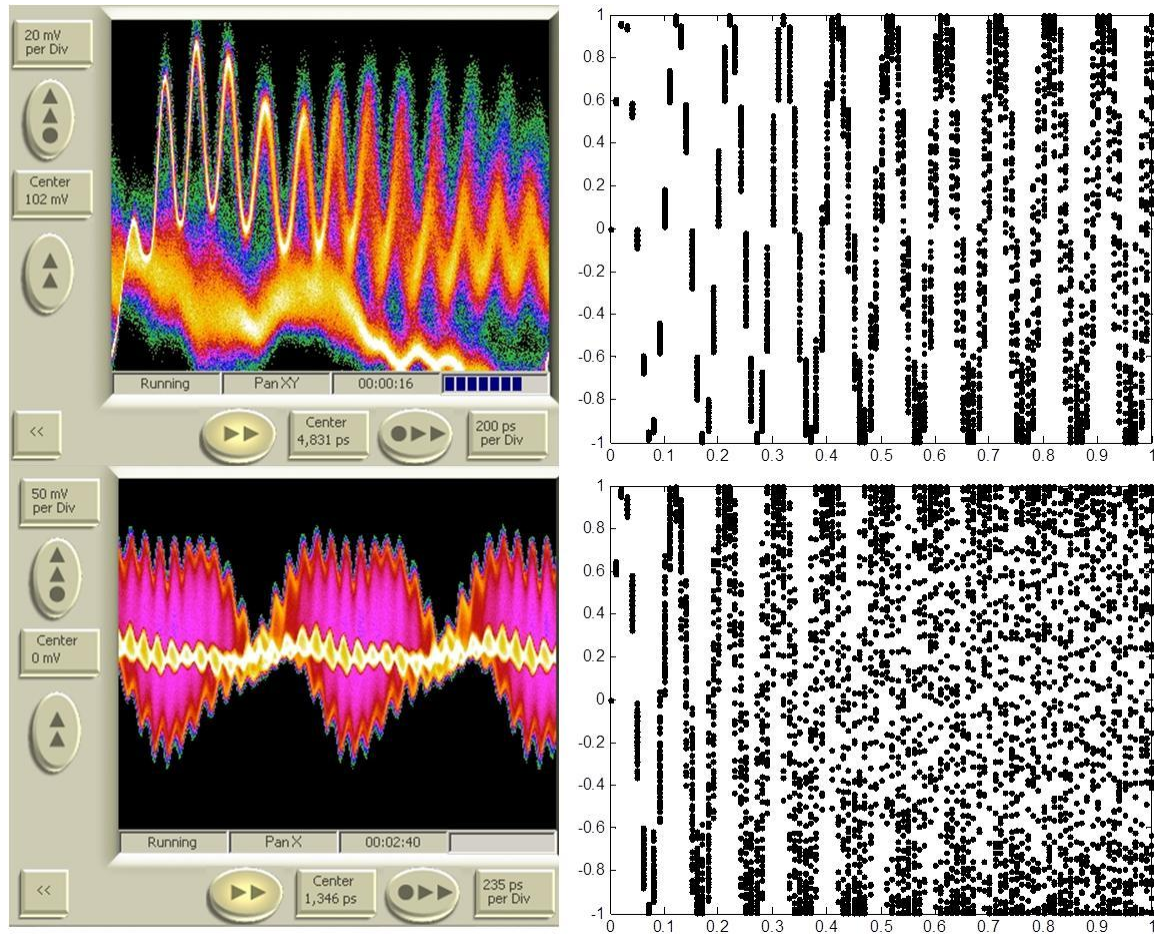 20 mV
per Div
Center
102 mV
Running
Pan XY
00:00:16
<<
Center
4,831 ps
200 ps
per Div
1
0.8
0.6
0.4
0.2
0
-0.2
-0.4
-0.6
-0.8
-1
0 0.1 0.2 0.3 0.4 0.5 0.6 0.7 0.8 0.9 1
50 mV
per Div
Center
0 mV
Running
Pan X
00:02:40
<<
Center
1,346 ps
235 ps
per Div
1
0.8
0.6
0.4
0.2
0
-0.2
-0.4
-0.6
-0.8
-1
0 0.1 0.2 0.3 0.4 0.5 0.6 0.7 0.8 0.9 1